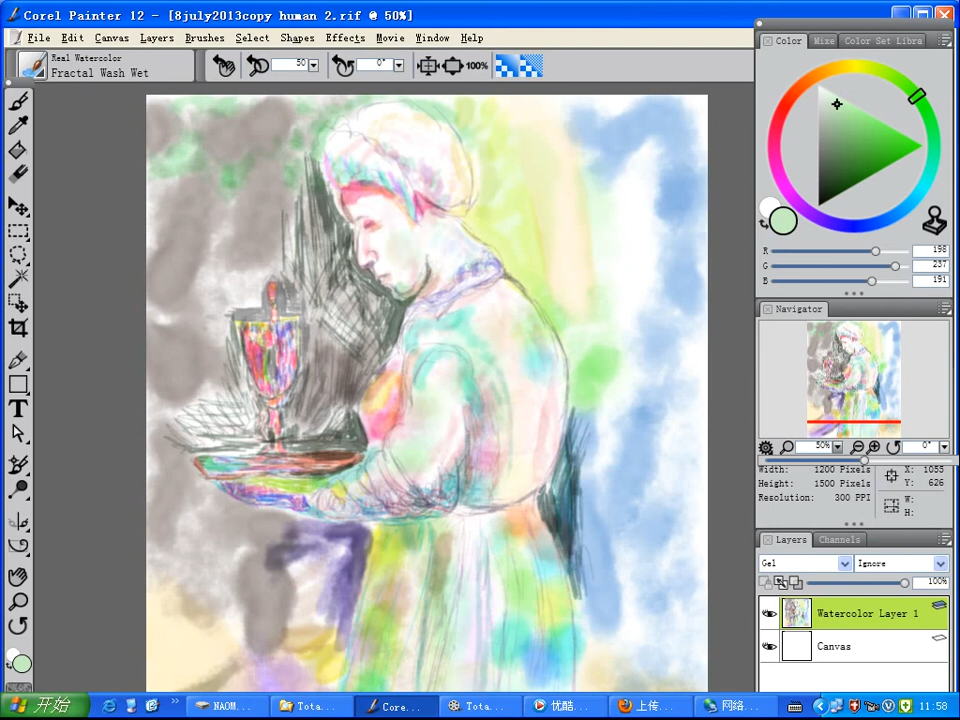 Corel Painter 12 - [8july2013copy human 2.rif @ 50%]
File Edit Canvas Layers Brushes Select Shapes Effects Movie Window Help
Real Watercolor
Fractal Wash Wet
50
0°
100%
Color Mixe Color Set Libra
R 198
G 237
B 191
Navigator
50% 0°
Width: 1200 Pixels
Height: 1500 Pixels
Resolution: 300 PPI
X: 1055
Y: 626
W:
H:
Layers Channels
Gel Ignore
100%
Watercolor Layer 1
Canvas
T
开始
NAOM... Tota... Core... Tota... 优酷... 上传... 网络... 11:58